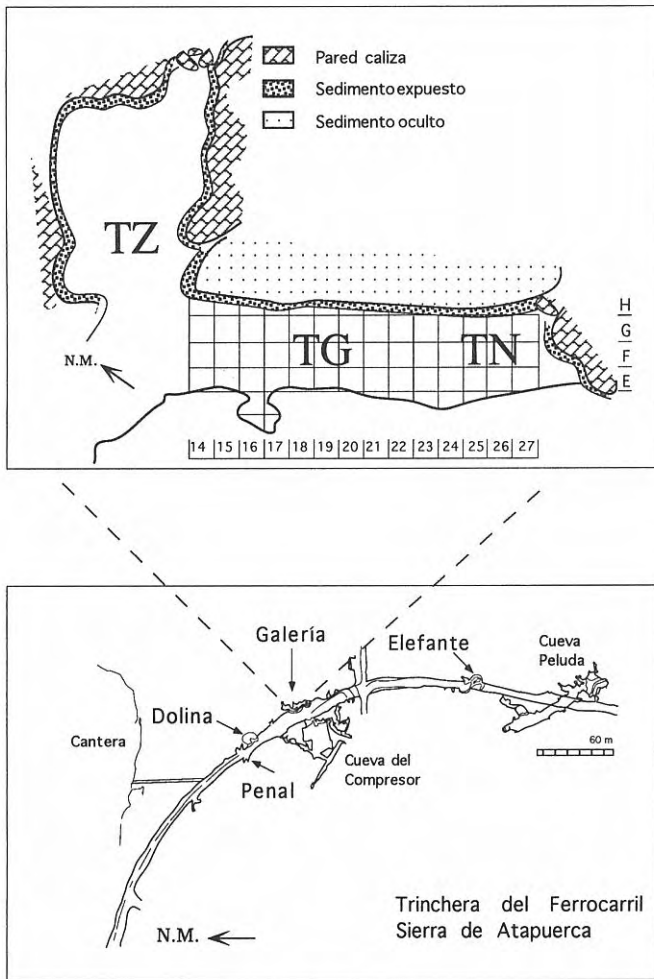 Pared caliza
Sedimento expuesto
Sedimento oculto
TZ
TG
TN
H
G
F
E
N.M.
14 15 16 17 18 19 20 21 22 23 24 25 26 27
Galería
Elefante
Cueva
Peluda
Dolina
Cantera
60 m
Cueva del
Compresor
Penal
Trinchera del Ferrocarril
Sierra de Atapuerca
N.M.